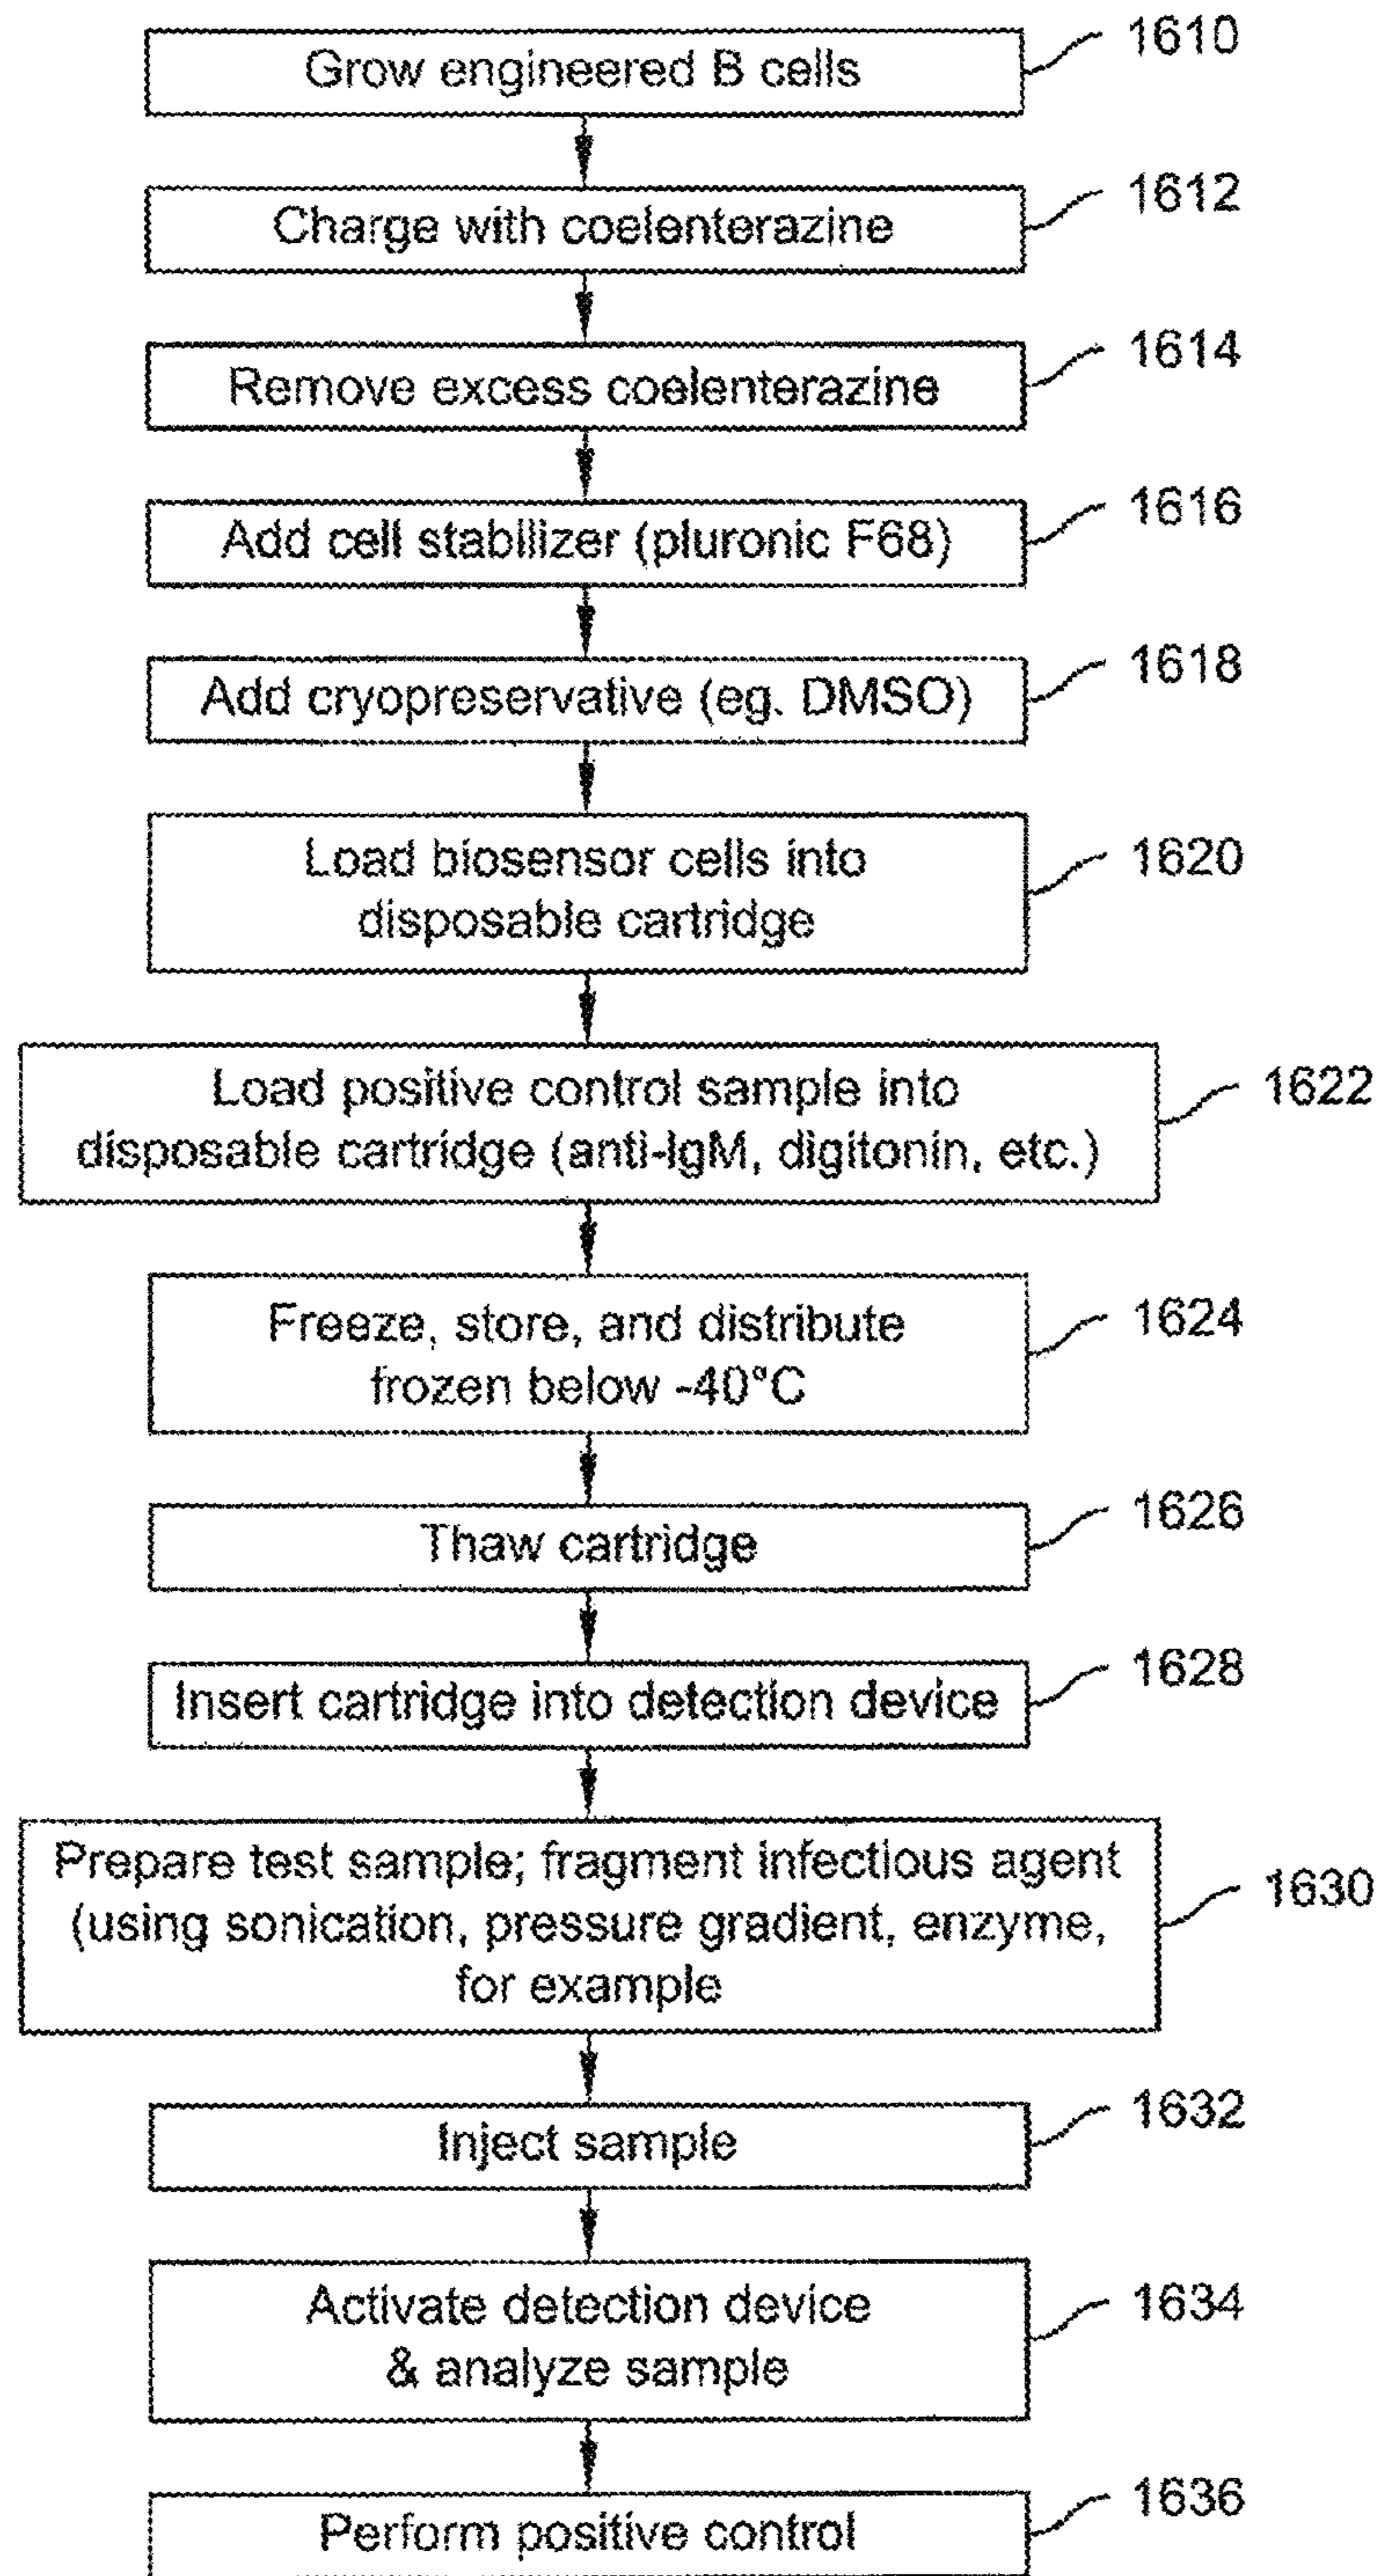 Grow engineered B cells
1610
Charge with coelenterazine
1612
Remove excess coelenterazine
1614
Add cell stabilizer (pluronic F68)
1616
Add cryopreservative (eg. DMSO)
1618
Load biosensor cells into
disposable cartridge
1620
Load positive control sample into
disposable cartridge (anti-IgM, digitonin, etc.)
1622
Freeze, store, and distribute
frozen below -40°C
1624
Thaw cartridge
1626
Insert cartridge into detection device
1628
Prepare test sample; fragment infectious agent
(using sonication, pressure gradient, enzyme,
for example
1630
Inject sample
1632
Activate detection device
& analyze sample
1634
Perform positive control
1636